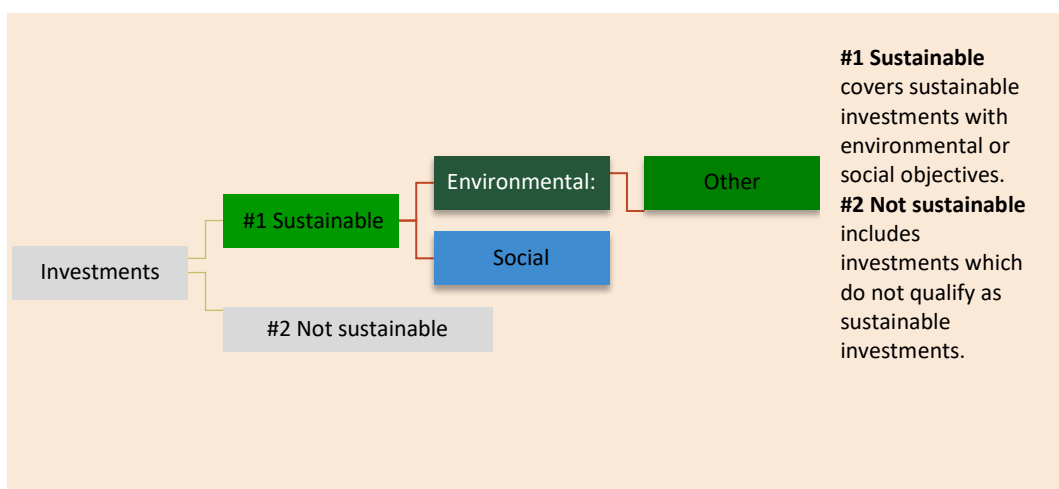 Investments
#1 Sustainable
#2 Not sustainable
Environmental:
Social
Other
#1 Sustainable
covers sustainable
investments with
environmental or
social objectives.
#2 Not sustainable
includes
investments which
do not qualify as
sustainable
investments.